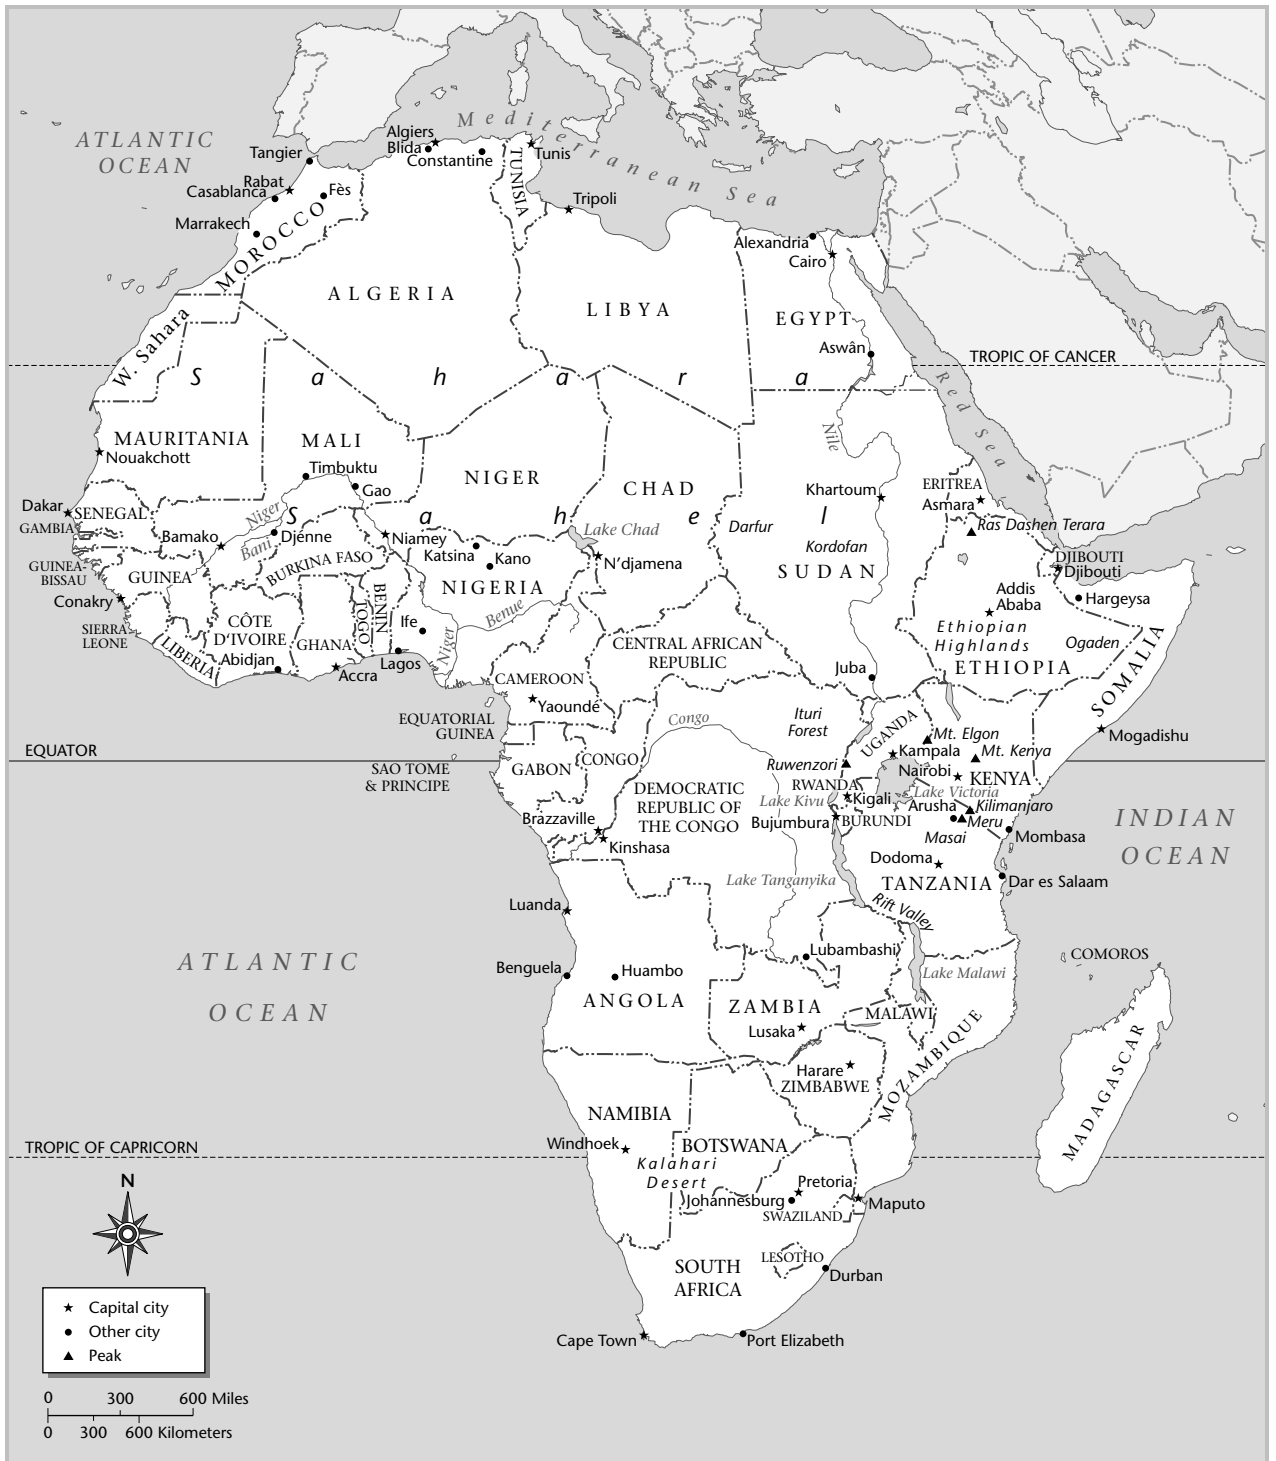 Mediterranean Sea
ATLANTIC
OCEAN
Algiers
Blida
Constantine
Tunis
TUNISIA
Tangier
Rabat
Casablanca
Fès
Marrakech
MOROCCO
Tripoli
Alexandria
Cairo
ALGERIA
LIBYA
EGYPT
W. Sahara
Aswân
TROPIC OF CANCER
S a h a r a
Red Sea
Nile
MAURITANIA
Nouakchott
MALI
Timbuktu
Gao
NIGER
CHAD
Khartoum
ERITREA
Asmara
Dakar
SENEGAL
GAMBIA
Niger
S a h e l
Lake Chad
Darfur
Ras Dashen Terara
Bamako
Bani
Djénne
Niamey
Katsina
Kano
N'djamena
Kordofan
SUDAN
DJIBOUTI
Djibouti
GUINEA-
BISSAU
GUINEA
BURKINA FASO
NIGERIA
Conakry
Addis
Ababa
Hargeysa
SIERRA
LEONE
LIBERIA
CÔTE
D'IVOIRE
GHANA
TOGO
BENIN
Ife
Benue
Niger
Abidjan
Accra
Lagos
CENTRAL AFRICAN
REPUBLIC
Ethiopian
Highlands
Ogaden
ETHIOPIA
SOMALIA
Juba
CAMEROON
Yaoundé
EQUATORIAL
GUINEA
Congo
Ituri
Forest
UGANDA
Mt. Elgon
Mogadishu
EQUATOR
Kampala
Mt. Kenya
SAO TOME
& PRINCIPE
GABON
CONGO
Ruwenzori
Nairobi
KENYA
DEMOCRATIC
REPUBLIC OF
THE CONGO
RWANDA
Lake Victoria
Lake Kivu
Kigali
Arusha
Kilimanjaro
Brazzaville
Bujumbura
BURUNDI
Meru
INDIAN
OCEAN
Kinshasa
Masai
Mombasa
Dodoma
TANZANIA
Dar es Salaam
Lake Tanganyika
Rift Valley
Luanda
Lubambashi
COMOROS
ATLANTIC
OCEAN
Benguela
Huambo
ANGOLA
Lake Malawi
ZAMBIA
MALAWI
Lusaka
MOZAMBIQUE
MADAGASCAR
Harare
ZIMBABWE
NAMIBIA
TROPIC OF CAPRICORN
Windhoek
BOTSWANA
Kalahari
Desert
Pretoria
Johannesburg
Maputo
SWAZILAND
LESOTHO
SOUTH
AFRICA
Durban
Cape Town
Port Elizabeth
N
Capital city
Other city
Peak
0 300 600 Miles
0 300 600 Kilometers